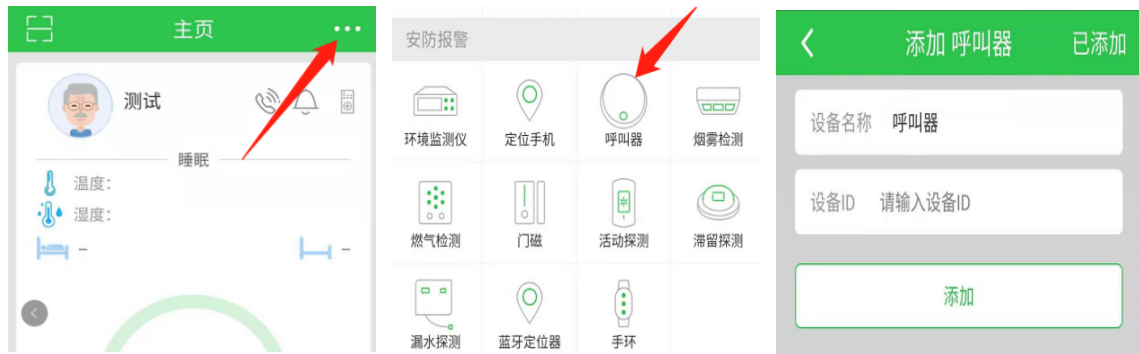 主页
测试
睡眠
温度：
湿度：
-
-
安防报警
环境监测仪 定位手机 呼叫器 烟雾检测
燃气检测 门磁 活动探测 滞留探测
漏水探测 蓝牙定位器 手环
添加 呼叫器 已添加
设备名称 呼叫器
设备ID 请输入设备ID
添加